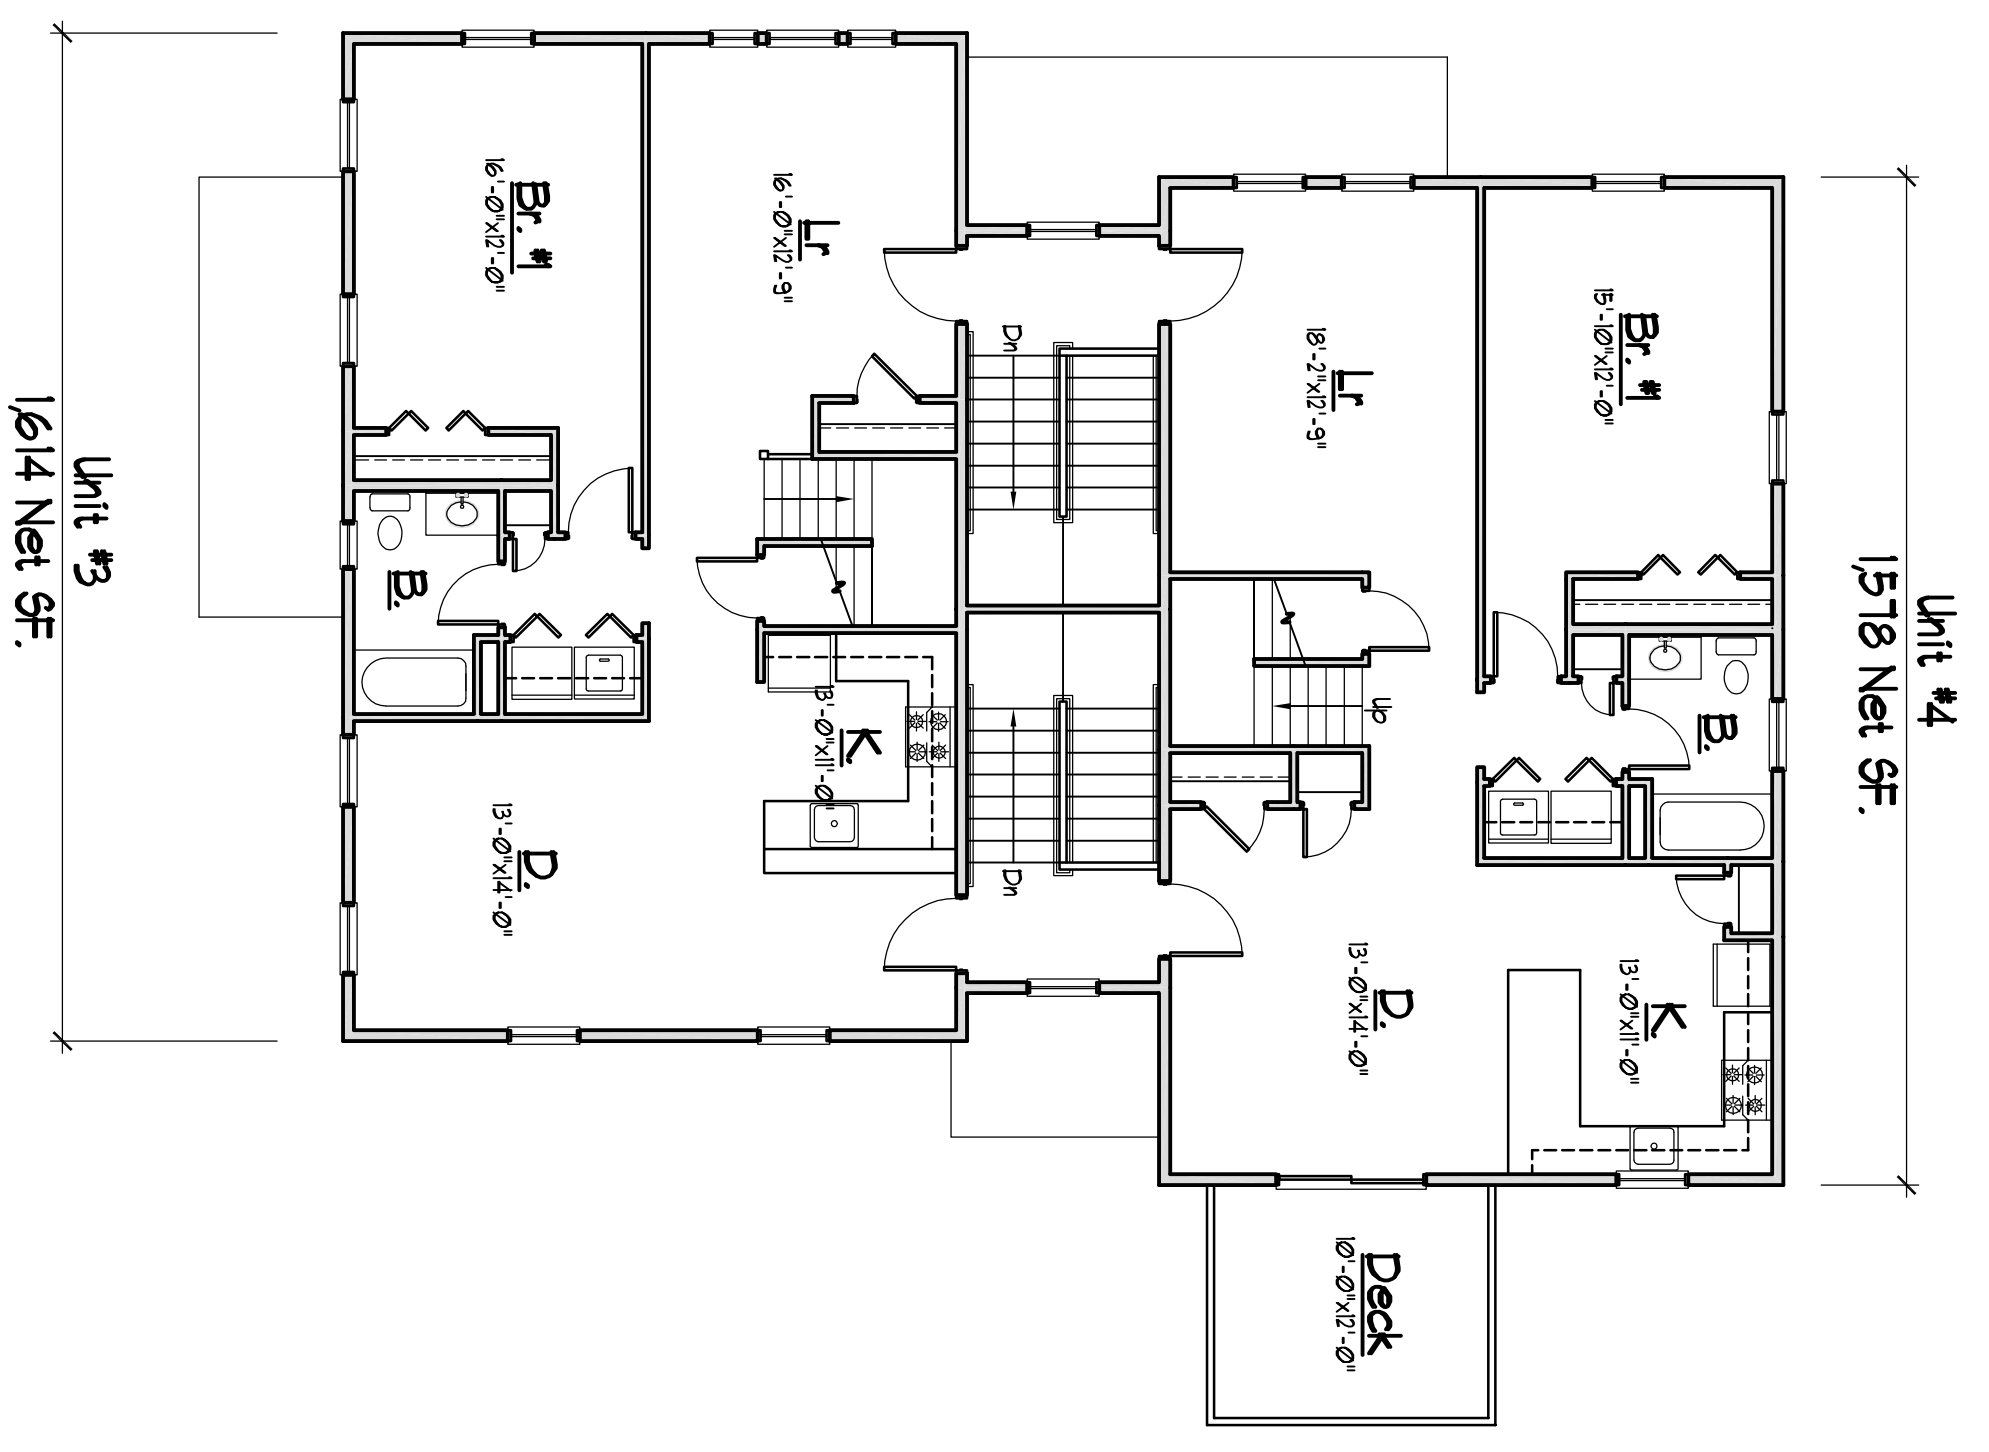 Unit #3
1,614 Net SF.
Br. #1
16'-0"x12'-0"
Lr
16'-0"x12'-9"
B.
K.
13'-0"x11'-0"
D.
13'-0"x14'-0"
Dn
Dn
Unit #4
1,578 Net SF.
Br. #1
15'-10"x12'-0"
Lr
18'-2"x12'-9"
Up
B.
K.
13'-0"x11'-0"
D.
13'-0"x14'-0"
Deck
10'-0"x12'-0"